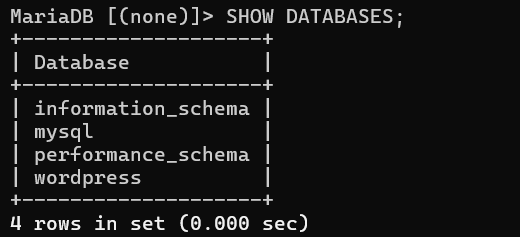 MariaDB [(none)]> SHOW DATABASES;
+--------------------+
| Database           |
+--------------------+
| information_schema |
| mysql              |
| performance_schema |
| wordpress          |
+--------------------+
4 rows in set (0.000 sec)